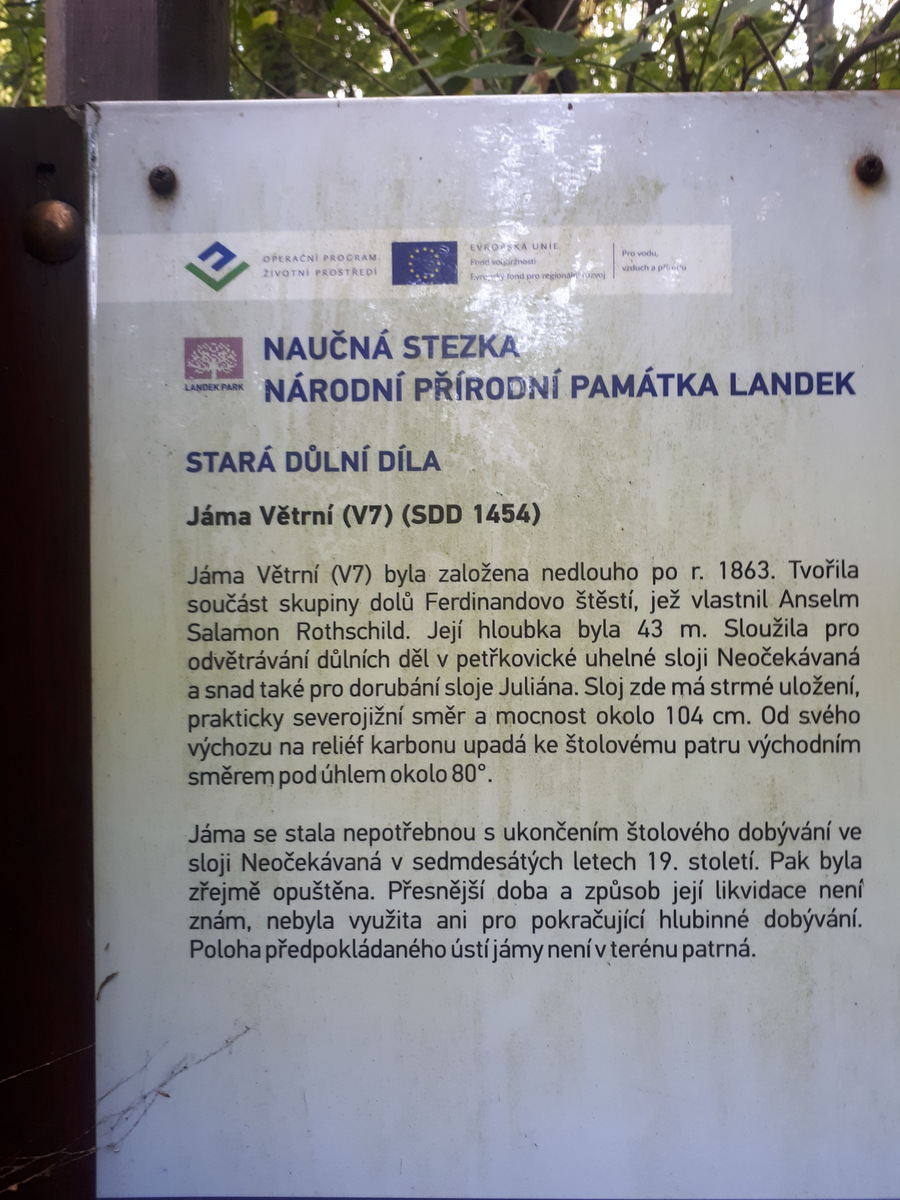 OPERAČNÍ PROGRAM
ŽIVOTNÍ PROSTŘEDÍ
EVROPSKÁ UNIE
Fond soudržnosti
Evropský fond pro regionální rozvoj
Pro vodu,
vzduch a přírodu
LANDEK PARK
NAUČNÁ STEZKA
NÁRODNÍ PŘÍRODNÍ PAMÁTKA LANDEK
STARÁ DŮLNÍ DÍLA
Jáma Větrní (V7) (SDD 1454)
Jáma Větrní (V7) byla založena nedlouho po r. 1863. Tvořila
součást skupiny dolů Ferdinandovo štěstí, jež vlastnil Anselm
Salamon Rothschild. Její hloubka byla 43 m. Sloužila pro
odvětrávání důlních děl v petřkovické uhelné sloji Neočekávaná
a snad také pro dorubání sloje Juliána. Sloj zde má strmé uložení,
prakticky severojižní směr a mocnost okolo 104 cm. Od svého
výchozu na reliéf karbonu upadá ke štolovému patru východním
směrem pod úhlem okolo 80°.
Jáma se stala nepotřebnou s ukončením štolového dobývání ve
sloji Neočekávaná v sedmdesátých letech 19. století. Pak byla
zřejmě opuštěna. Přesnější doba a způsob její likvidace není
znám, nebyla využita ani pro pokračující hlubinné dobývání.
Poloha předpokládaného ústí jámy není v terénu patrná.